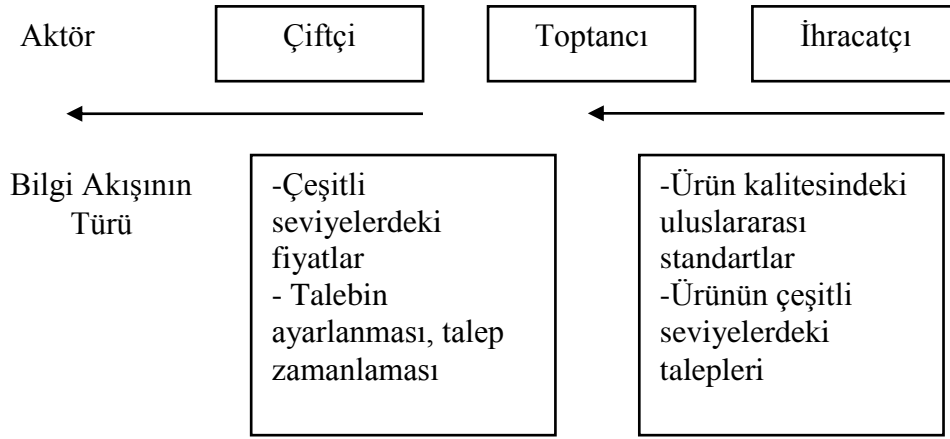 Aktör
Çiftçi
Toptancı
İhracatçı
Bilgi Akışının
Türü
-Çeşitli
seviyelerdeki
fiyatlar
- Talebin
ayarlanması, talep
zamanlaması
-Ürün kalitesindeki
uluslararası
standartlar
-Ürünün çeşitli
seviyelerdeki
talepleri